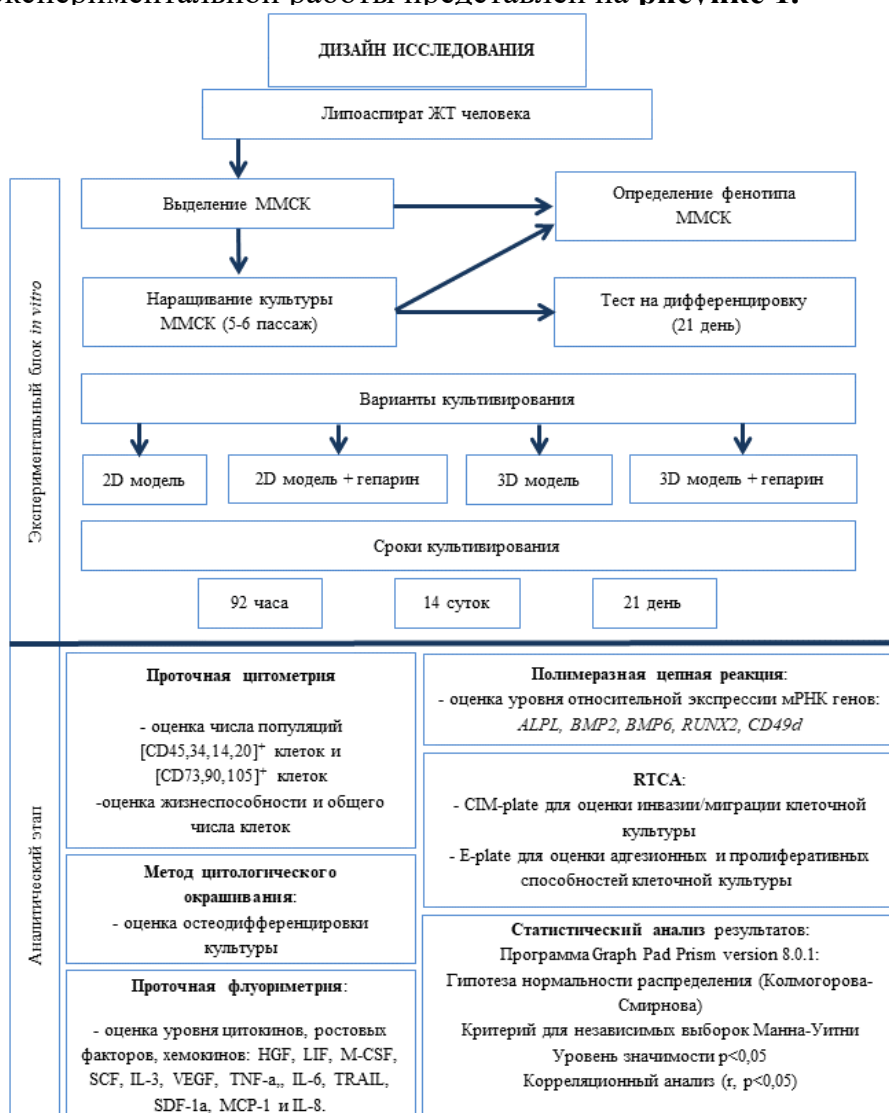 экспериментальной работы представлен на рисунке 1.
ДИЗАЙН ИССЛЕДОВАНИЯ
Липоаспират ЖТ человека
Экспериментальный блок in vitro
Выделение ММСК
Определение фенотипа
ММСК
Наращивание культуры
ММСК (5-6 пассаж)
Тест на дифференцировку
(21 день)
Варианты культивирования
2D модель
2D модель + гепарин
3D модель
3D модель + гепарин
Сроки культивирования
92 часа
14 суток
21 день
Аналитический этап
Проточная цитометрия
- оценка числа популяций
[CD45,34,14,20]+ клеток и
[CD73,90,105]+ клеток
-оценка жизнеспособности и общего
числа клеток
Метод цитологического
окрашивания:
- оценка остеодифференцировки
культуры
Проточная флуориметрия:
- оценка уровня цитокинов, ростовых
факторов, хемокинов: HGF, LIF, M-CSF,
SCF, IL-3, VEGF, TNF-a,, IL-6, TRAIL,
SDF-1a, MCP-1 и IL-8.
Полимеразная цепная реакция:
- оценка уровня относительной экспрессии мРНК генов:
ALPL, BMP2, BMP6, RUNX2, CD49d
RTCA:
- CIM-plate для оценки инвазии/миграции клеточной
культуры
- E-plate для оценки адгезионных и пролиферативных
способностей клеточной культуры
Статистический анализ результатов:
Программа Graph Pad Prism version 8.0.1:
Гипотеза нормальности распределения (Колмогорова-
Смирнова)
Критерий для независимых выборок Манна-Уитни
Уровень значимости p<0,05
Корреляционный анализ (r, p<0,05)